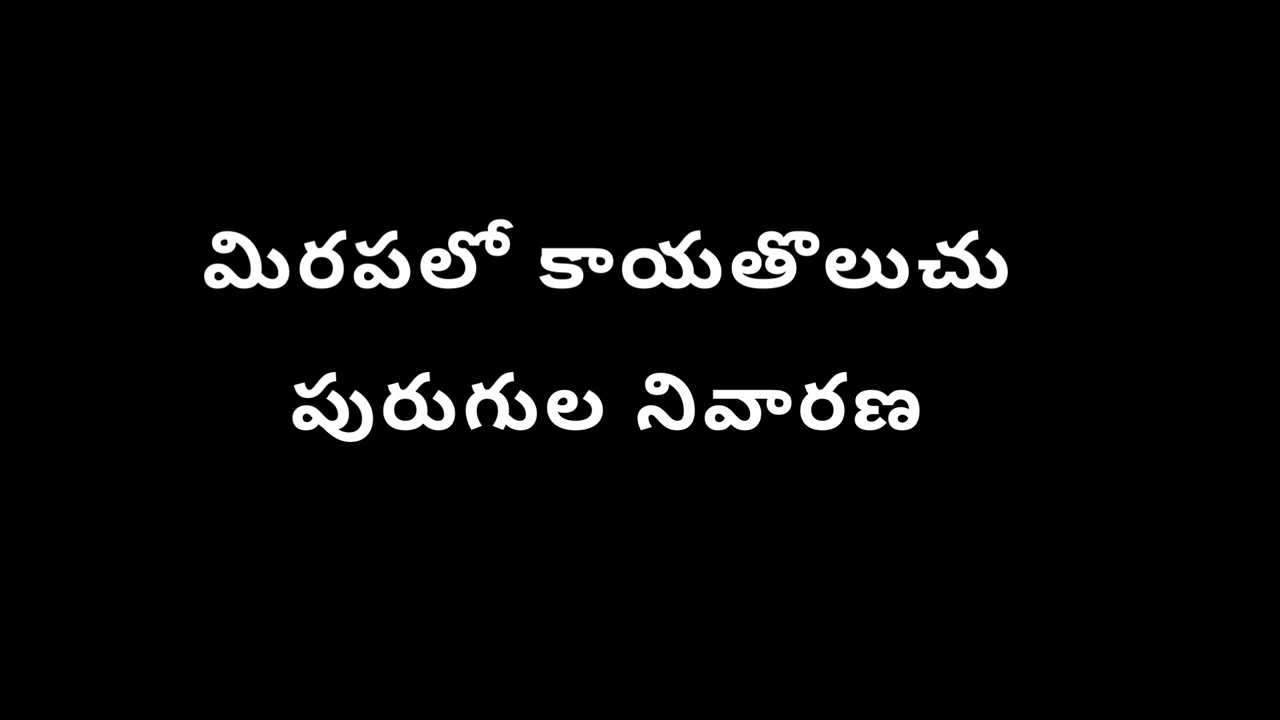 మిరపలో కాయతొలుచు
పురుగుల నివారణ